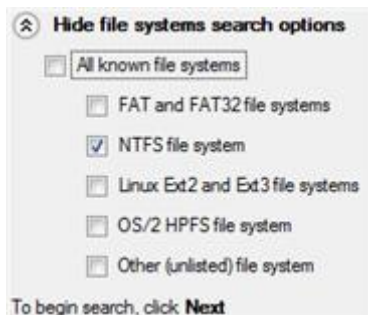 Hide file systems search options
All known file systems
FAT and FAT32 file systems
NTFS file system
Linux Ext2 and Ext3 file systems
OS/2 HPFS file system
Other (unlisted) file system
To begin search, click Next